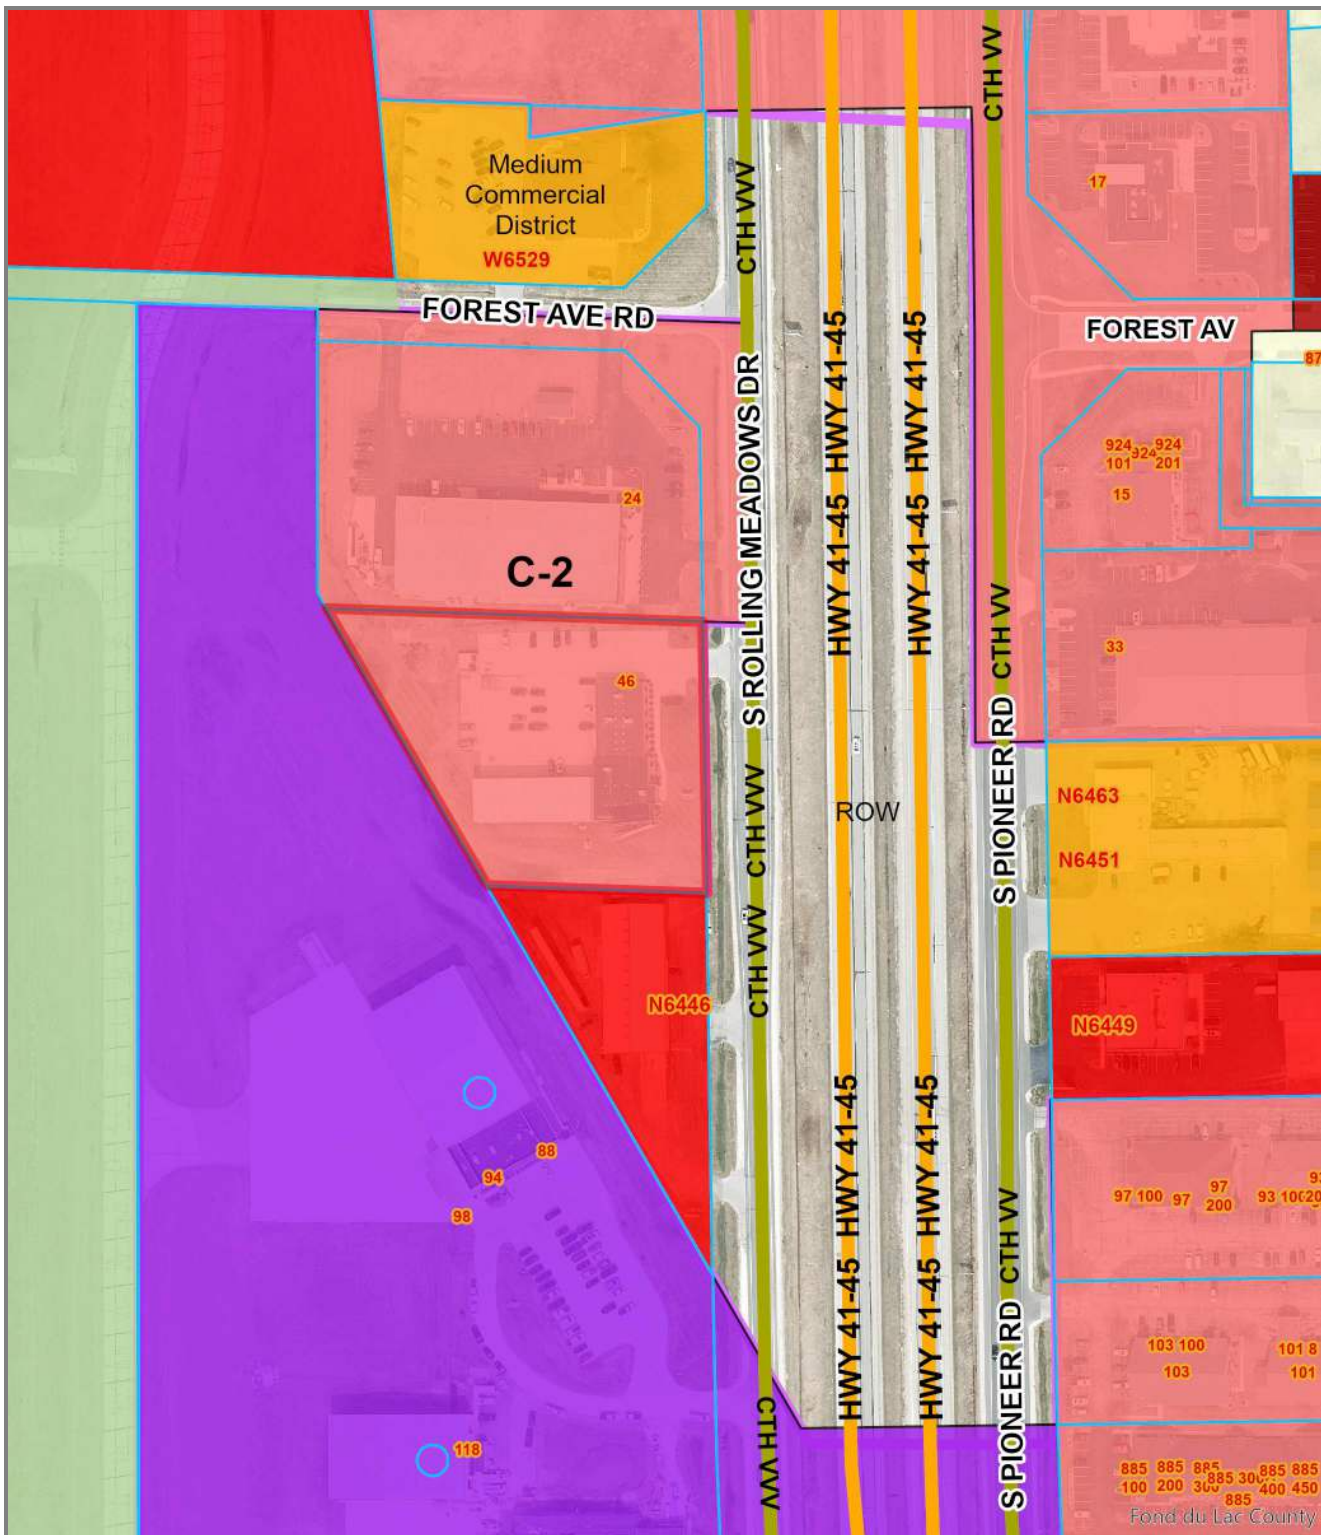 CTH VV
17
Medium
Commercial
District
W6529
CTH VVV
FOREST AVE RD
FOREST AV
87
HWY 41-45
HWY 41-45
S ROLLING MEADOWS DR
924
924
924
101
201
15
24
HWY 41-45
HWY 41-45
C-2
CTH VV
33
46
S PIONEER RD
CTH VVV
ROW
N6463
N6451
CTH VVV
N6446
N6449
HWY 41-45
HWY 41-45
88
94
98
97 100
97
97
200
93 100
CTH VV
HWY 41-45
HWY 41-45
S PIONEER RD
103 100
103
101 8
101
CTH VVV
118
885
100
885
200
885
300
885 300
885
885
400
885
450
Fond du Lac County